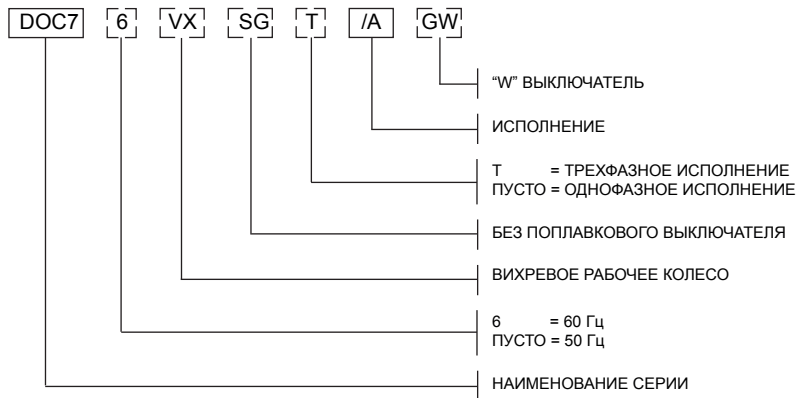 DOC7 6 VX SG T /A GW
“W” ВЫКЛЮЧАТЕЛЬ
ИСПОЛНЕНИЕ
T = ТРЕХФАЗНОЕ ИСПОЛНЕНИЕ
ПУСТО = ОДНОФАЗНОЕ ИСПОЛНЕНИЕ
БЕЗ ПОПЛАВКОВОГО ВЫКЛЮЧАТЕЛЯ
ВИХРЕВОЕ РАБОЧЕЕ КОЛЕСО
6 = 60 Гц
ПУСТО = 50 Гц
НАИМЕНОВАНИЕ СЕРИИ